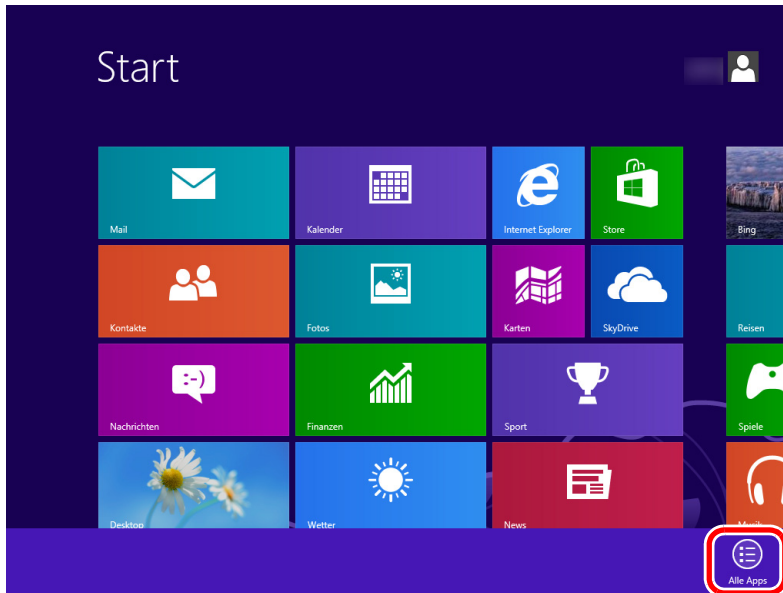 Start
Mail
Kalender
Internet Explorer
Store
Bing
Kontakte
Fotos
Karten
SkyDrive
Reisen
Nachrichten
:-)
Finanzen
Sport
Spiele
Desktop
Wetter
News
Musik
Alle Apps